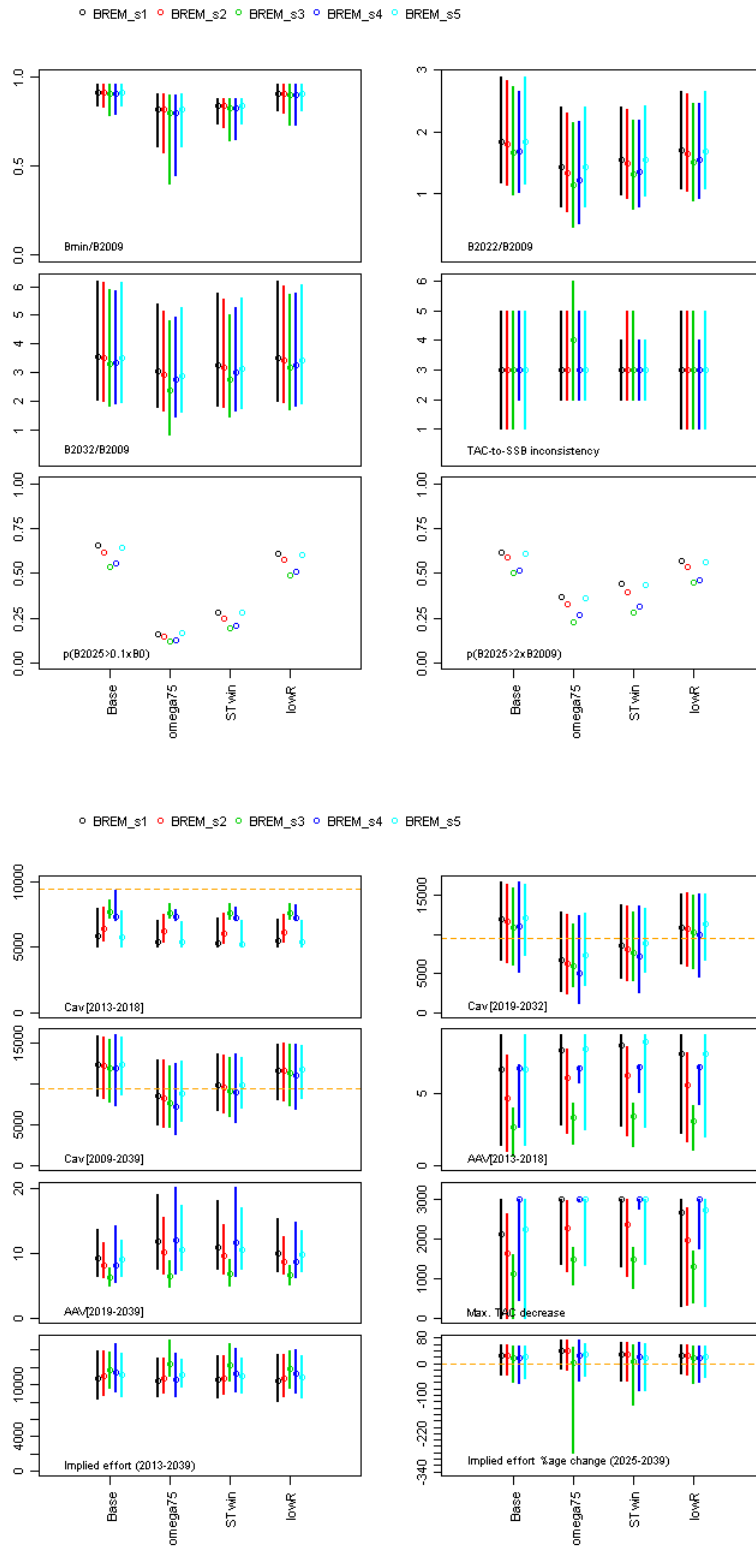 BREM_s1 BREM_s2 BREM_s3 BREM_s4 BREM_s5
0.0 0.5 1.0
Bmin/B2009
1 2 3
B2022/B2009
1 2 3 4 5 6
B2032/B2009
1 2 3 4 5 6
TAC-to-SSB inconsistency
0.00 0.25 0.50 0.75 1.00
p(B2025>0.1xB0)
0.00 0.25 0.50 0.75 1.00
p(B2025>2xB2009)
Base omega75 STwin lowR
Base omega75 STwin lowR
BREM_s1 BREM_s2 BREM_s3 BREM_s4 BREM_s5
0 5000 10000
Cav[2013-2018]
0 5000 15000
Cav[2019-2032]
0 5000 15000
Cav[2009-2039]
0 5
AAV[2013-2018]
0 10 20
AAV[2019-2039]
0 1000 2000 3000
Max. TAC decrease
0 4000 10000
Implied effort (2013-2039)
-340 -220 -100 0 80
Implied effort %age change (2025-2039)
Base omega75 STwin lowR
Base omega75 STwin lowR